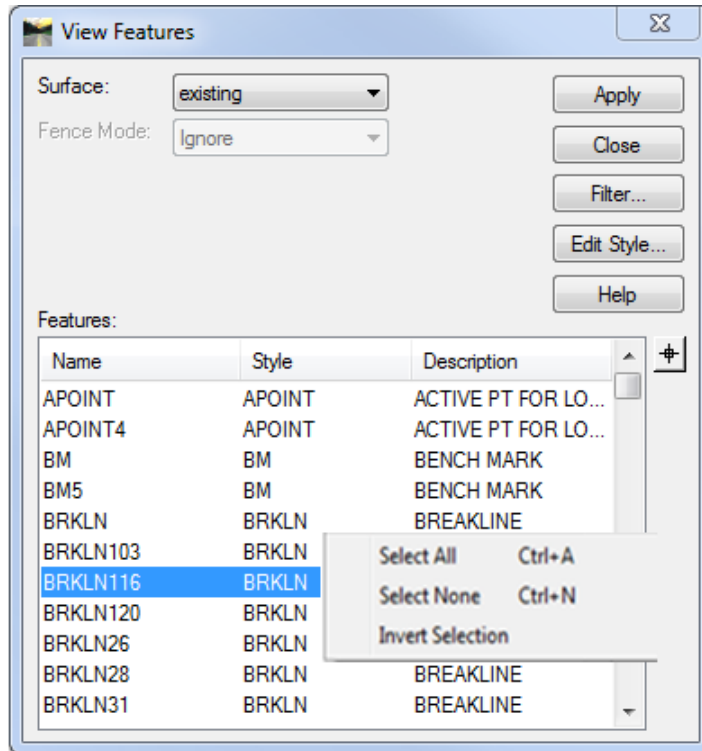 View Features
Surface: existing Apply
Fence Mode: Ignore Close
Filter...
Edit Style...
Help
Features:
Name Style Description
APOINT APOINT ACTIVE PT FOR LO...
APOINT4 APOINT ACTIVE PT FOR LO...
BM BM BENCH MARK
BM5 BM BENCH MARK
BRKLN BRKLN BREAKLINE
BRKLN103 BRKLN Select All Ctrl+A
BRKLN116 BRKLN Select None Ctrl+N
BRKLN120 BRKLN Invert Selection
BRKLN26 BRKLN
BRKLN28 BRKLN BREAKLINE
BRKLN31 BRKLN BREAKLINE